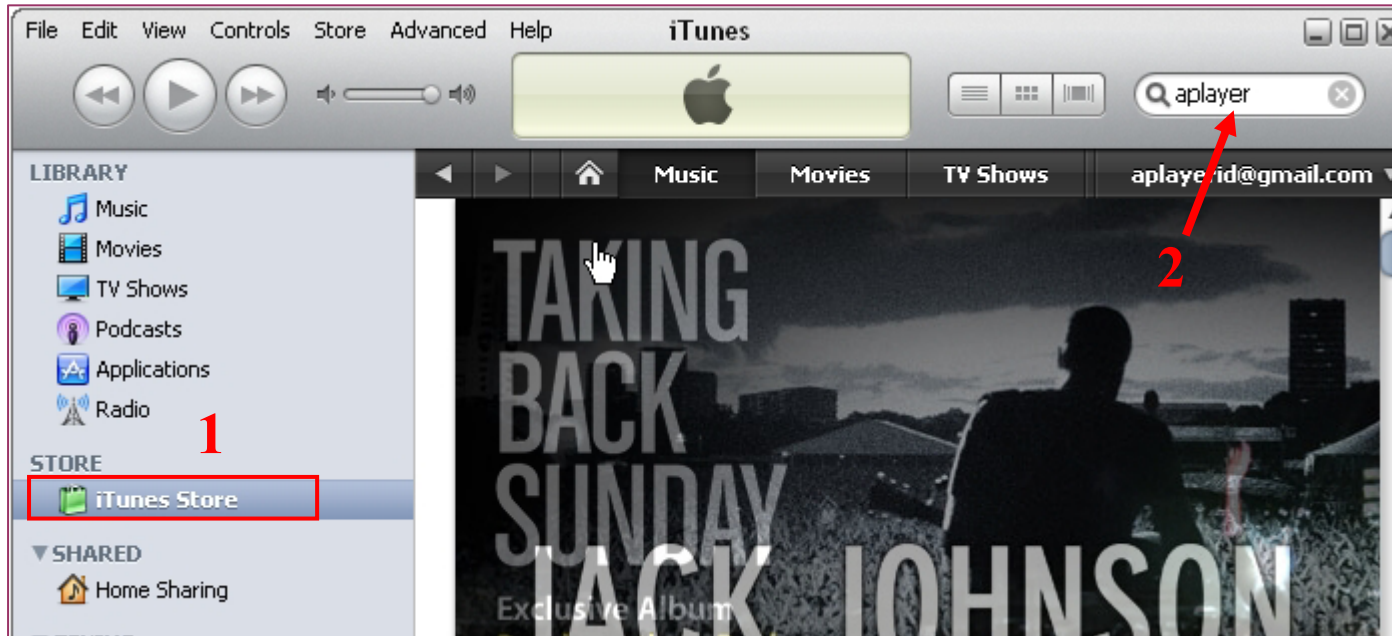 File Edit View Controls Store Advanced Help iTunes
aplayer
LIBRARY
Music
Movies
TV Shows
Podcasts
Applications
Radio
1
STORE
iTunes Store
SHARED
Home Sharing
Music Movies TV Shows aplayerid@gmail.com
2
TAKING
BACK
SUNDAY
JACK JOHNSON
Exclusive Album